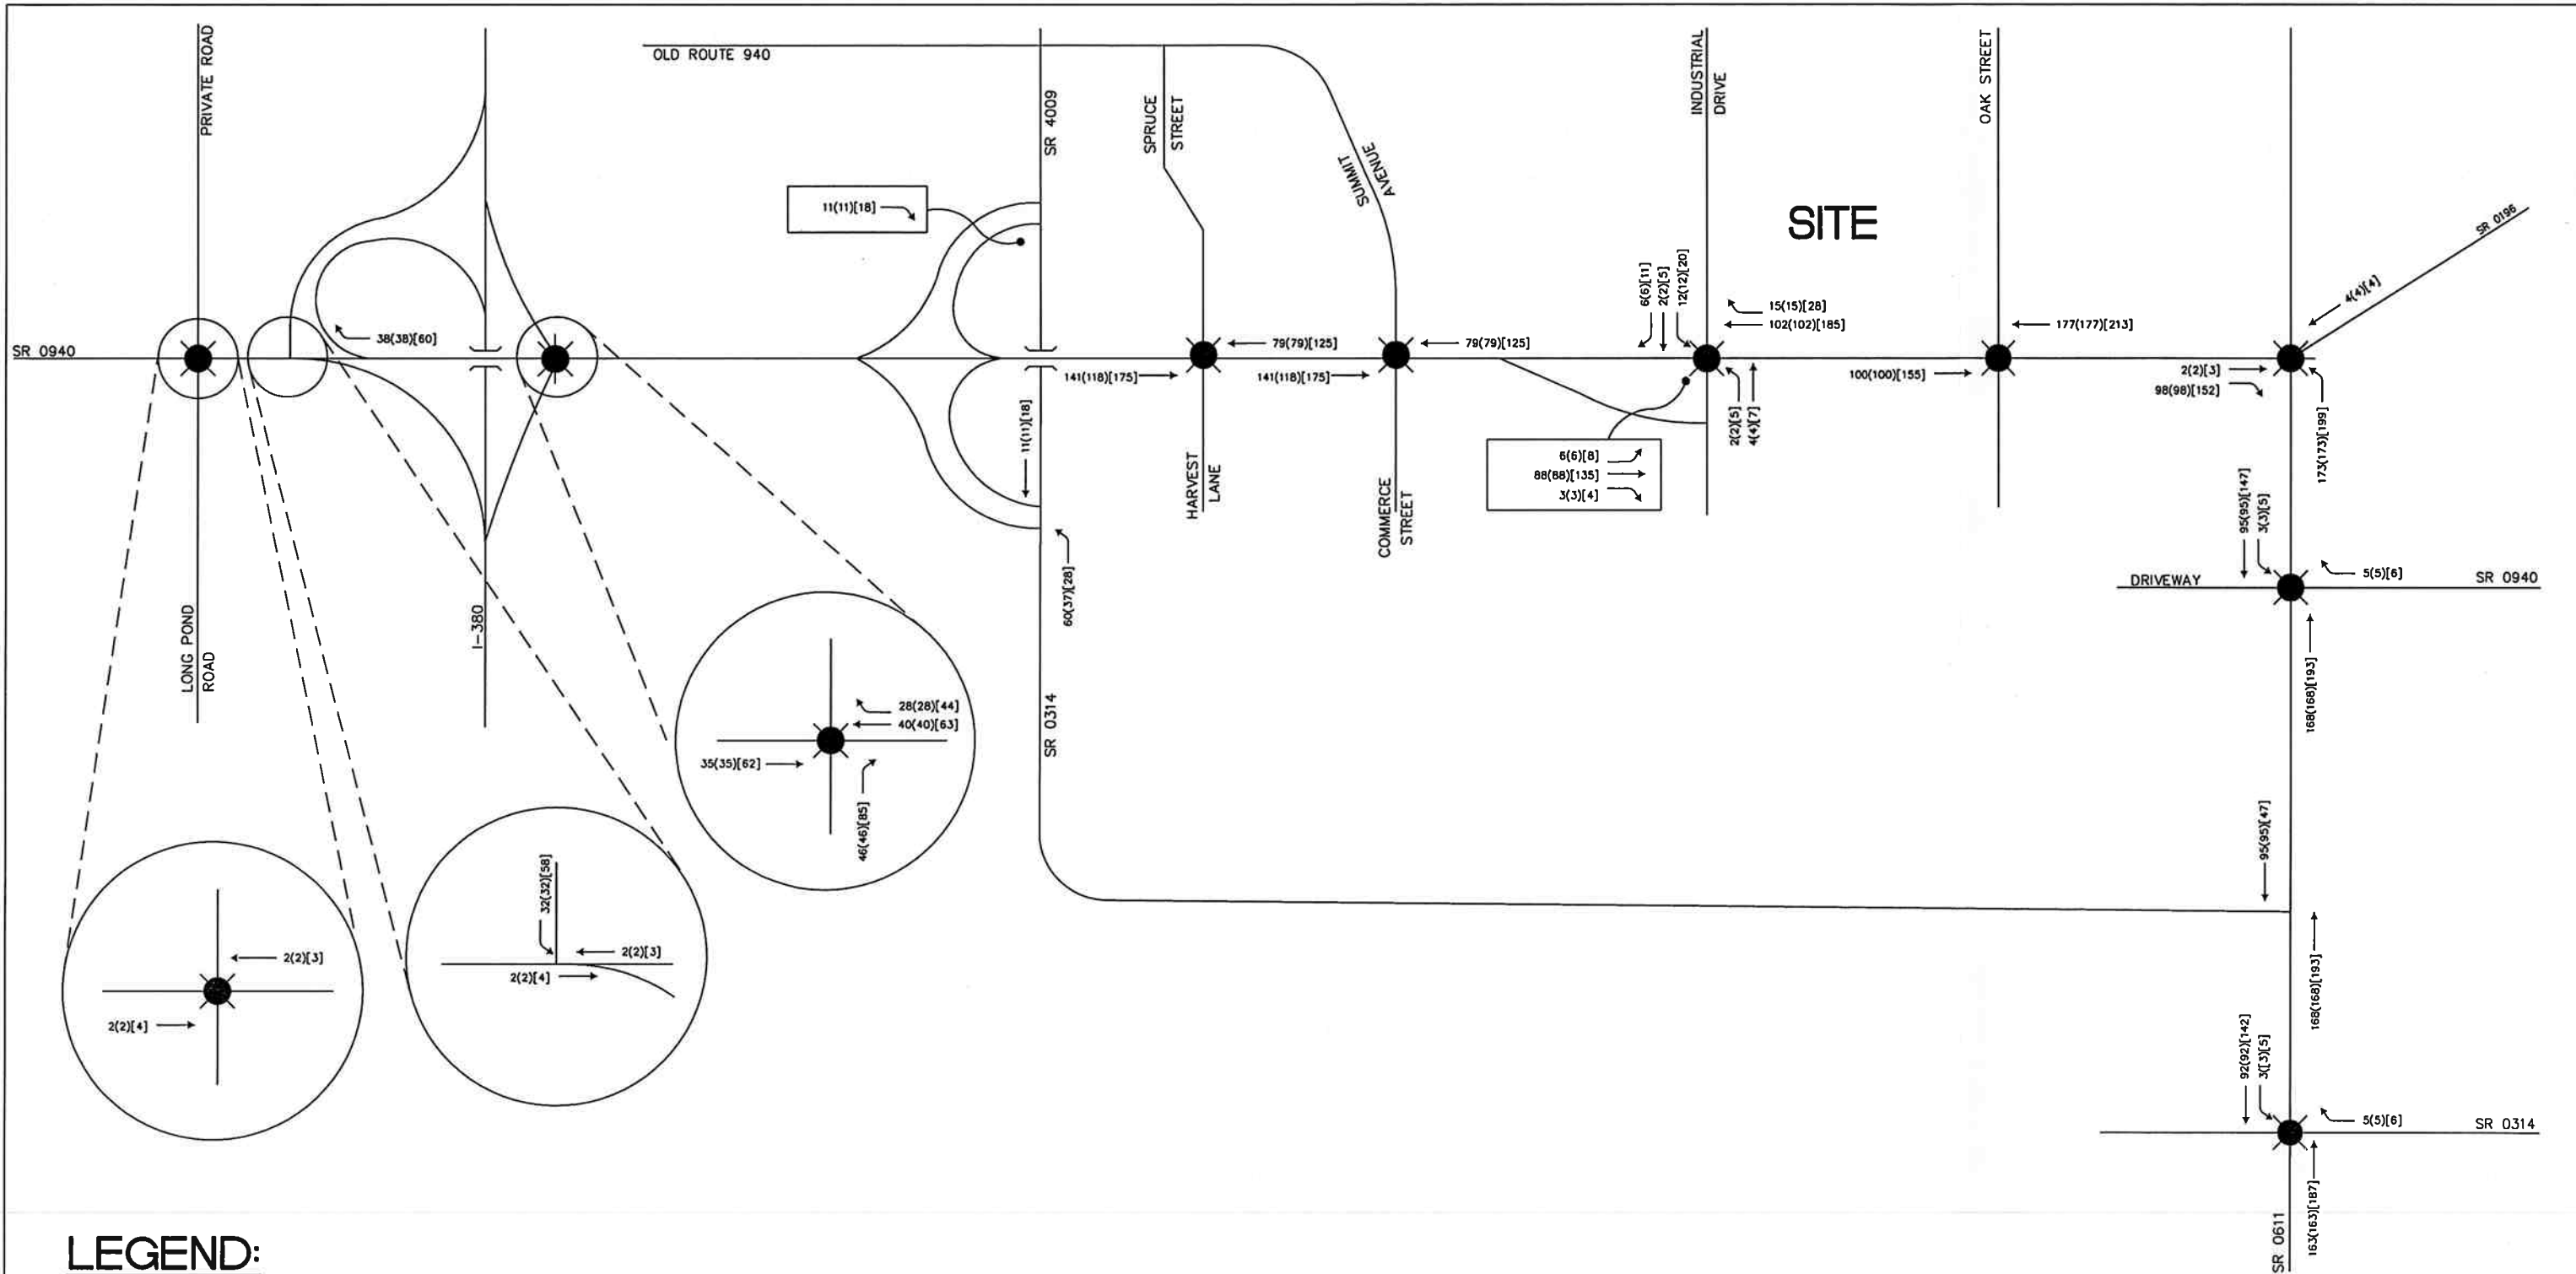 PRIVATE ROAD
OLD ROUTE 940
SR 4009
SPRUCE
STREET
SUMMIT
AVENUE
INDUSTRIAL
DRIVE
OAK STREET
SITE
SR 0196
11(11)[18]
4(4)[4]
6(6)[11]
2(2)[5]
12(12)[20]
15(15)[28]
102(102)[185]
177(177)[213]
38(38)[60]
SR 0940
79(79)[125]
79(79)[125]
141(118)[175]
141(118)[175]
100(100)[155]
2(2)[3]
98(98)[152]
11(11)[18]
2(2)[5]
4(4)[7]
173(173)[199]
6(6)[8]
88(88)[135]
3(3)[4]
HARVEST
LANE
COMMERCE
STREET
95(95)[147]
3(3)[5]
60(37)[28]
5(5)[6]
DRIVEWAY
SR 0940
LONG POND
ROAD
I-380
168(168)[193]
SR 0314
28(28)[44]
40(40)[63]
35(35)[62]
46(46)[85]
95(95)[47]
32(32)[58]
2(2)[3]
2(2)[4]
2(2)[3]
2(2)[4]
168(168)[193]
92(92)[142]
3([3)[5]
5(5)[6]
SR 0314
163(163)[187]
SR 0611
LEGEND: